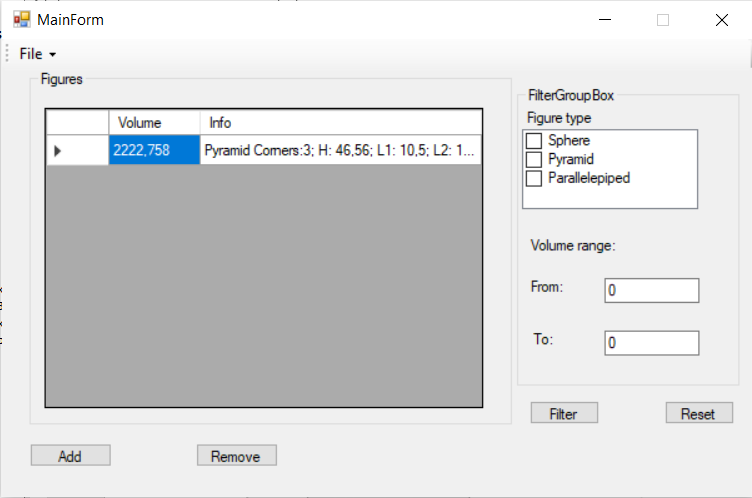 MainForm
File
Figures
Volume Info
2222,758 Pyramid Corners:3; H: 46,56; L1: 10,5; L2: 1...
FilterGroupBox
Figure type
Sphere
Pyramid
Parallelepiped
Volume range:
From: 0
To: 0
Filter Reset
Add Remove